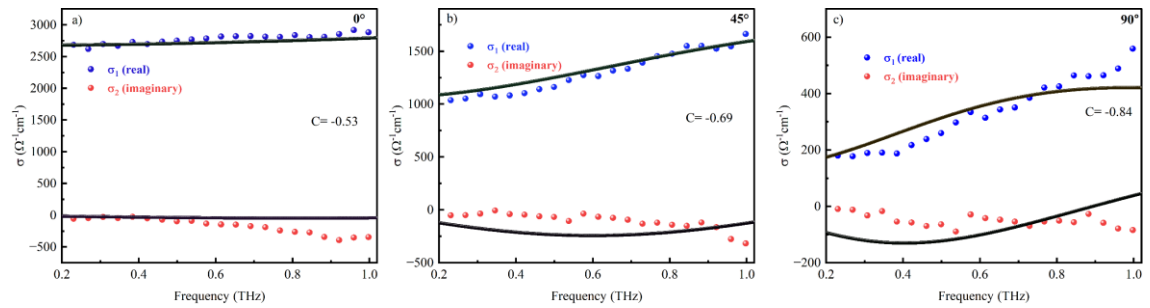 a)
0°
3000
2500
2000
1500
1000
500
0
−500
σ₁ (real)
σ₂ (imaginary)
C= -0.53
σ (Ω⁻¹cm⁻¹)
0.2
0.4
0.6
0.8
1.0
Frequency (THz)
b)
45°
1500
1000
500
0
−500
σ₁ (real)
σ₂ (imaginary)
C= -0.69
σ (Ω⁻¹cm⁻¹)
0.2
0.4
0.6
0.8
1.0
Frequency (THz)
c)
90°
600
400
200
0
−200
σ₁ (real)
σ₂ (imaginary)
C= -0.84
σ (Ω⁻¹cm⁻¹)
0.2
0.4
0.6
0.8
1.0
Frequency (THz)